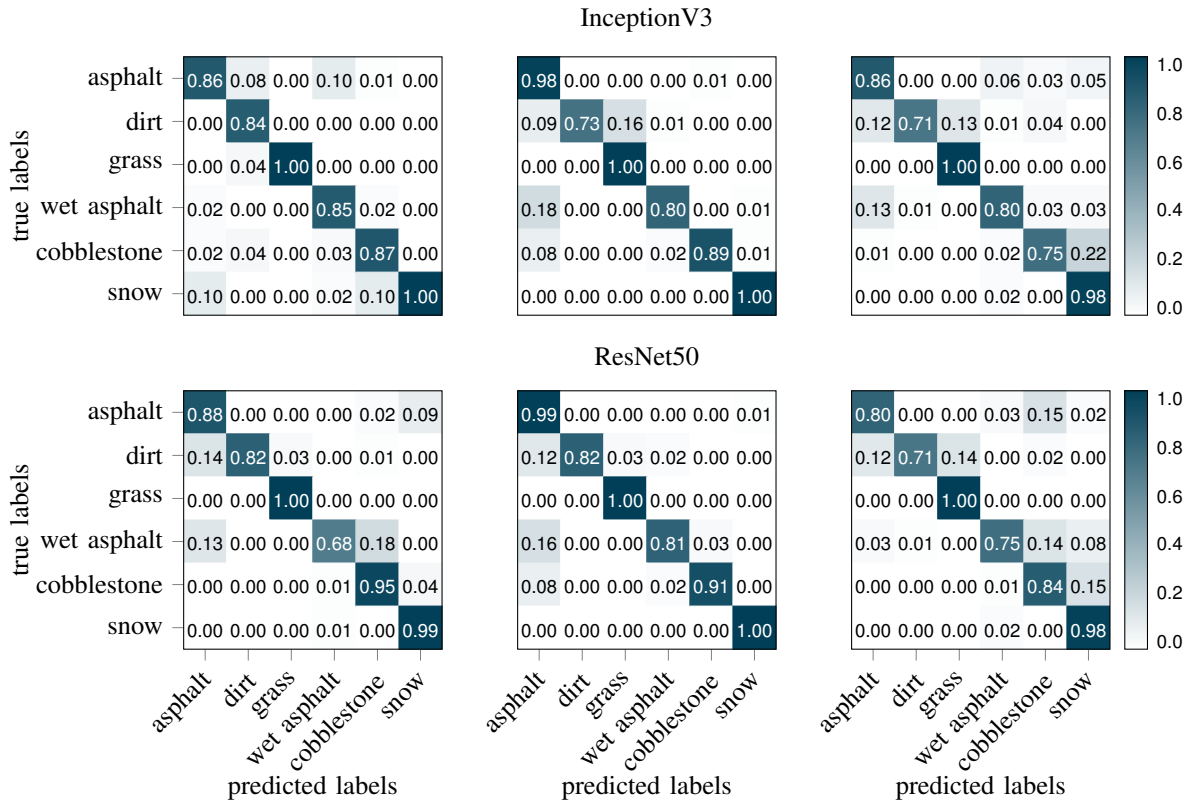 InceptionV3
true labels
asphalt 0.86 0.08 0.00 0.10 0.01 0.00 0.98 0.00 0.00 0.00 0.01 0.00 0.86 0.00 0.00 0.06 0.03 0.05 1.0
dirt 0.00 0.84 0.00 0.00 0.00 0.00 0.09 0.73 0.16 0.01 0.00 0.00 0.12 0.71 0.13 0.01 0.04 0.00 0.8
grass 0.00 0.04 1.00 0.00 0.00 0.00 0.00 0.00 1.00 0.00 0.00 0.00 0.00 0.00 1.00 0.00 0.00 0.00 0.6
wet asphalt 0.02 0.00 0.00 0.85 0.02 0.00 0.18 0.00 0.00 0.80 0.00 0.01 0.13 0.01 0.00 0.80 0.03 0.03 0.4
cobblestone 0.02 0.04 0.00 0.03 0.87 0.00 0.08 0.00 0.00 0.02 0.89 0.01 0.01 0.00 0.00 0.02 0.75 0.22 0.2
snow 0.10 0.00 0.00 0.02 0.10 1.00 0.00 0.00 0.00 0.00 0.00 1.00 0.00 0.00 0.00 0.02 0.00 0.98 0.0
ResNet50
true labels
asphalt 0.88 0.00 0.00 0.00 0.02 0.09 0.99 0.00 0.00 0.00 0.00 0.01 0.80 0.00 0.00 0.03 0.15 0.02 1.0
dirt 0.14 0.82 0.03 0.00 0.01 0.00 0.12 0.82 0.03 0.02 0.00 0.00 0.12 0.71 0.14 0.00 0.02 0.00 0.8
grass 0.00 0.00 1.00 0.00 0.00 0.00 0.00 0.00 1.00 0.00 0.00 0.00 0.00 0.00 1.00 0.00 0.00 0.00 0.6
wet asphalt 0.13 0.00 0.00 0.68 0.18 0.00 0.16 0.00 0.00 0.81 0.03 0.00 0.03 0.01 0.00 0.75 0.14 0.08 0.4
cobblestone 0.00 0.00 0.00 0.01 0.95 0.04 0.08 0.00 0.00 0.02 0.91 0.00 0.00 0.00 0.00 0.01 0.84 0.15 0.2
snow 0.00 0.00 0.00 0.01 0.00 0.99 0.00 0.00 0.00 0.00 0.00 1.00 0.00 0.00 0.00 0.02 0.00 0.98 0.0
asphalt dirt grass wet asphalt cobblestone snow asphalt dirt grass wet asphalt cobblestone snow asphalt dirt grass wet asphalt cobblestone snow
predicted labels predicted labels predicted labels